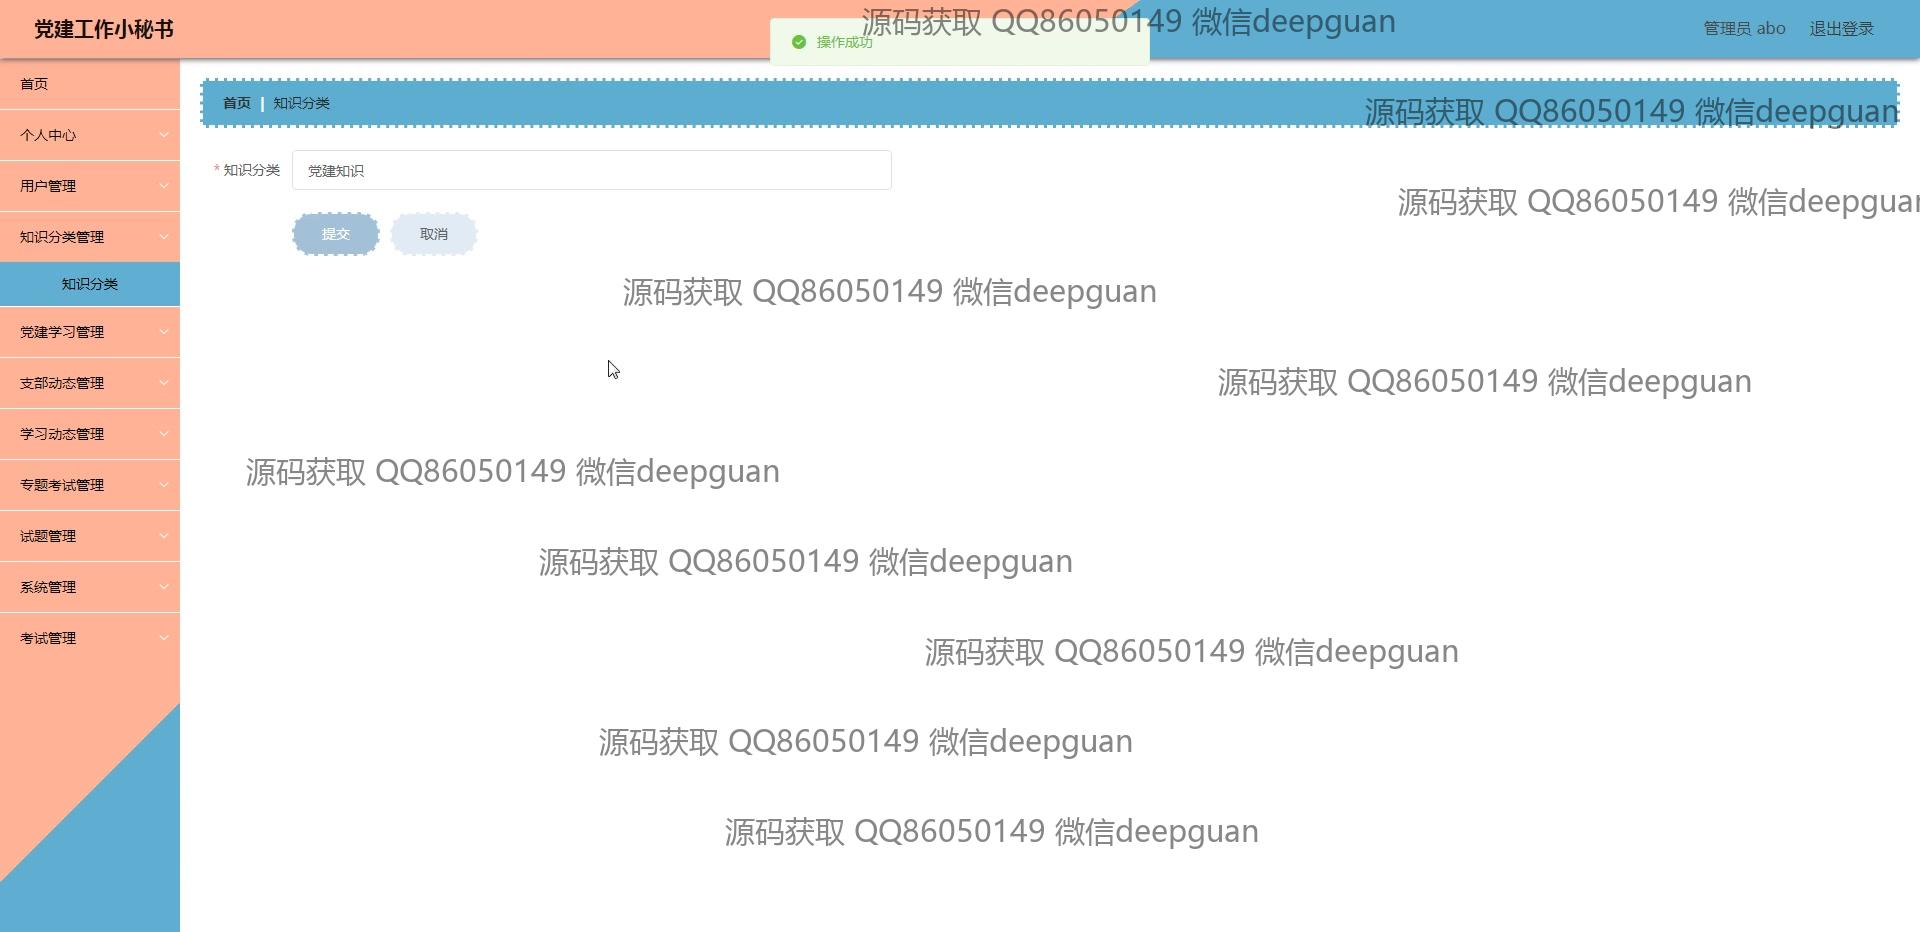 党建工作小秘书
源码获取 QQ86050149 微信deepguan
操作成功
管理员 abo
退出登录
首页
个人中心
用户管理
知识分类管理
知识分类
党建学习管理
支部动态管理
学习动态管理
专题考试管理
试题管理
系统管理
考试管理
首页 | 知识分类
源码获取 QQ86050149 微信deepguan
* 知识分类
党建知识
源码获取 QQ86050149 微信deepguan
提交
取消
源码获取 QQ86050149 微信deepguan
源码获取 QQ86050149 微信deepguan
源码获取 QQ86050149 微信deepguan
源码获取 QQ86050149 微信deepguan
源码获取 QQ86050149 微信deepguan
源码获取 QQ86050149 微信deepguan
源码获取 QQ86050149 微信deepguan